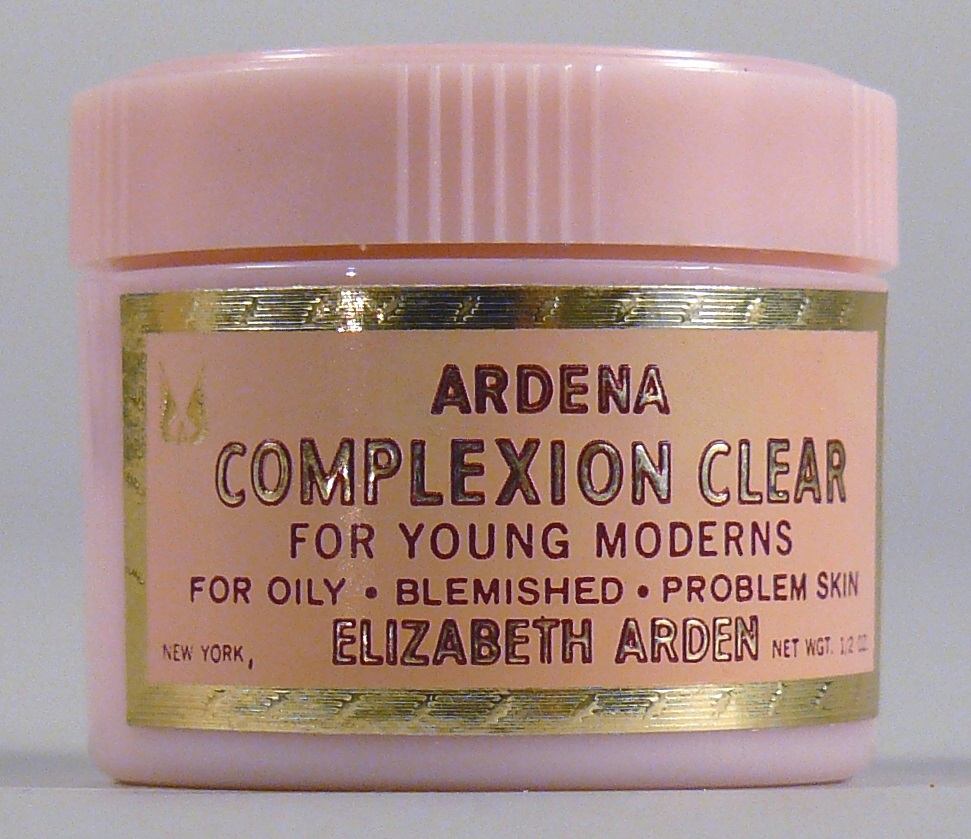 ARDENA
COMPLEXION CLEAR
FOR YOUNG MODERNS
FOR OILY • BLEMISHED • PROBLEM SKIN
NEW YORK, ELIZABETH ARDEN NET WGT. 1/2 OZ.